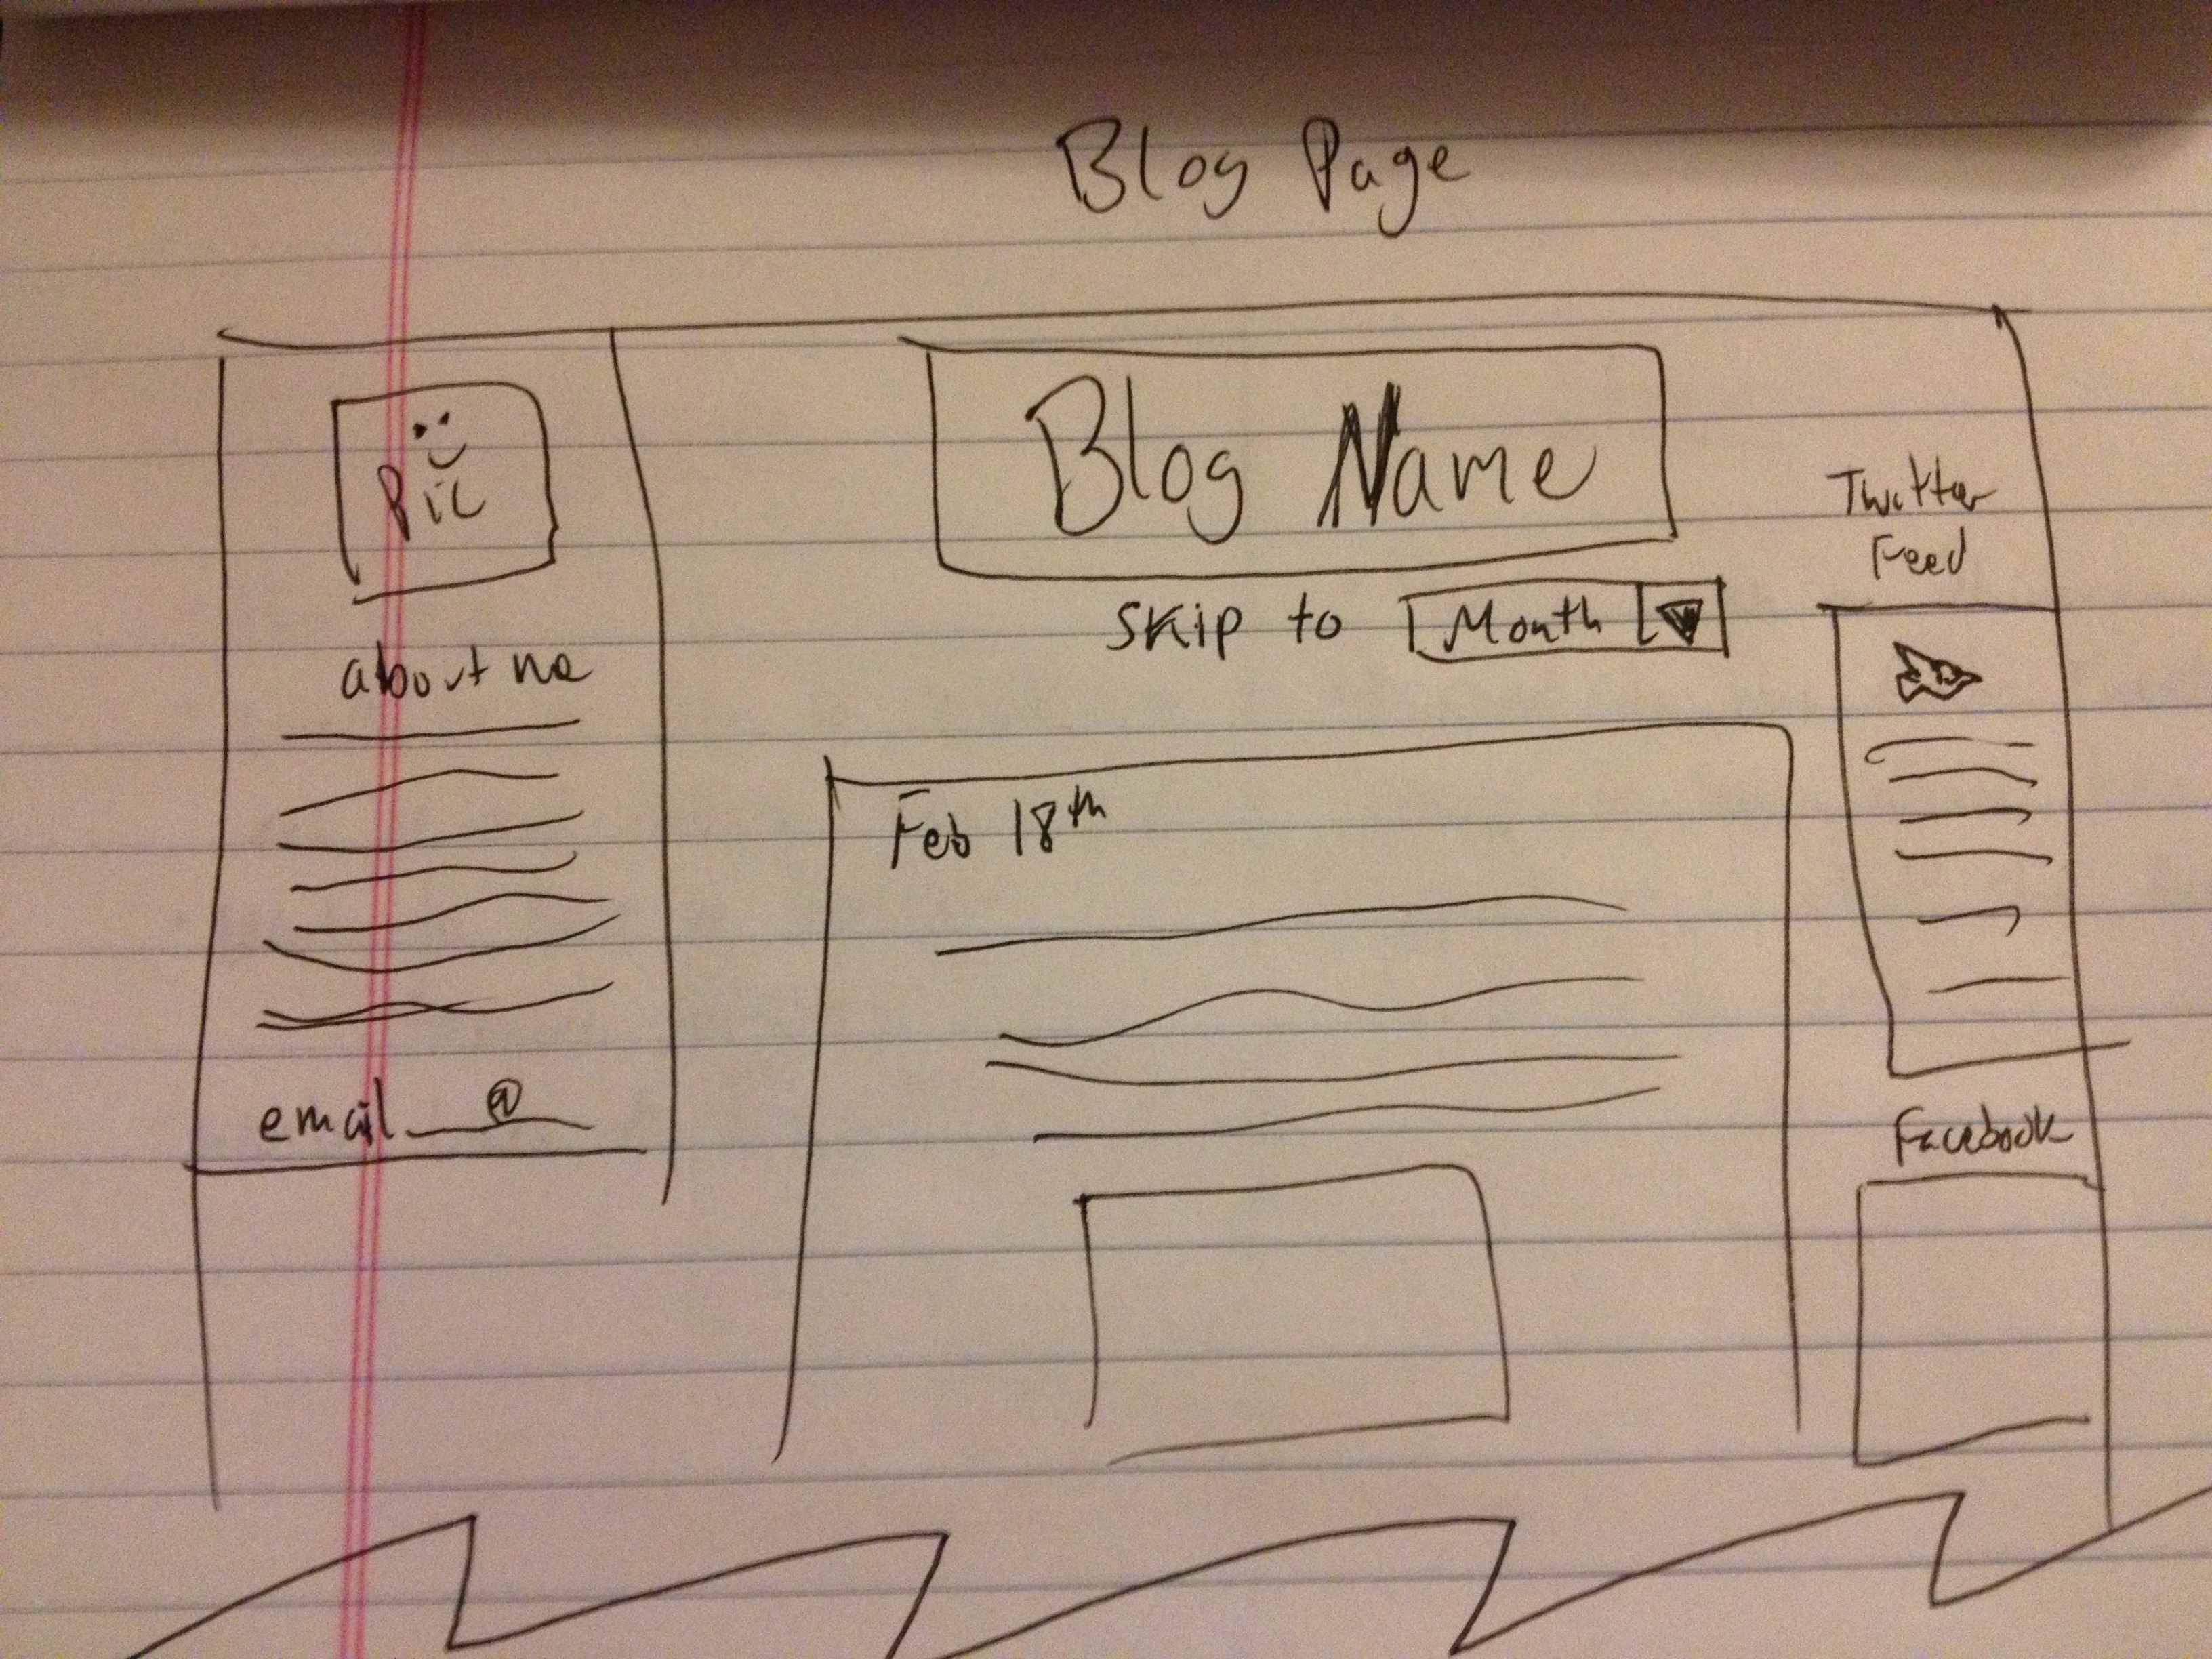 Blog Page
Pic
about me
email @
Blog Name
Skip to Month
Feb 18th
Twitter
Feed
Facebook